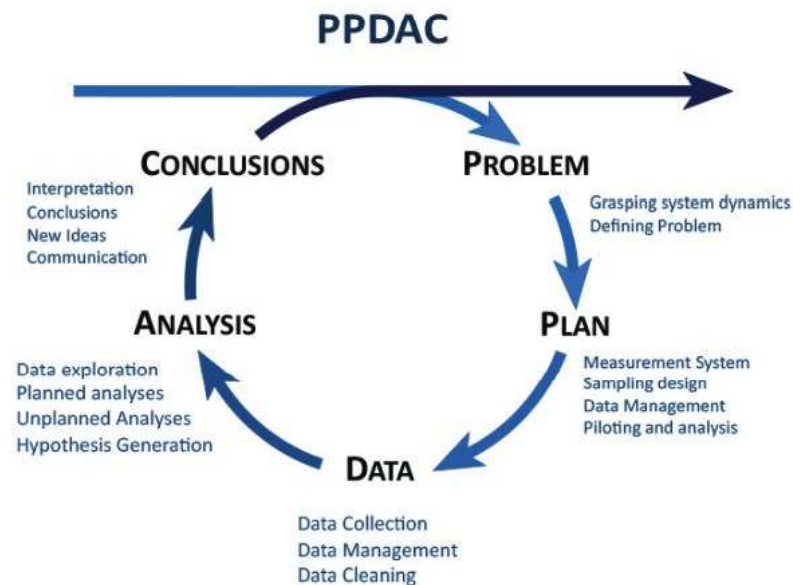 PPDAC
CONCLUSIONS
Interpretation
Conclusions
New Ideas
Communication
PROBLEM
Grasping system dynamics
Defining Problem
PLAN
Measurement System
Sampling design
Data Management
Piloting and analysis
DATA
Data Collection
Data Management
Data Cleaning
ANALYSIS
Data exploration
Planned analyses
Unplanned Analyses
Hypothesis Generation